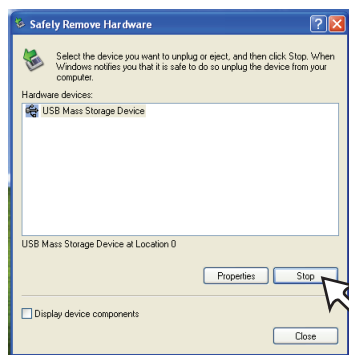 Safely Remove Hardware
Select the device you want to unplug or eject, and then click Stop. When
Windows notifies you that it is safe to do so unplug the device from your
computer.
Hardware devices:
USB Mass Storage Device
USB Mass Storage Device at Location 0
Properties
Stop
Display device components
Close